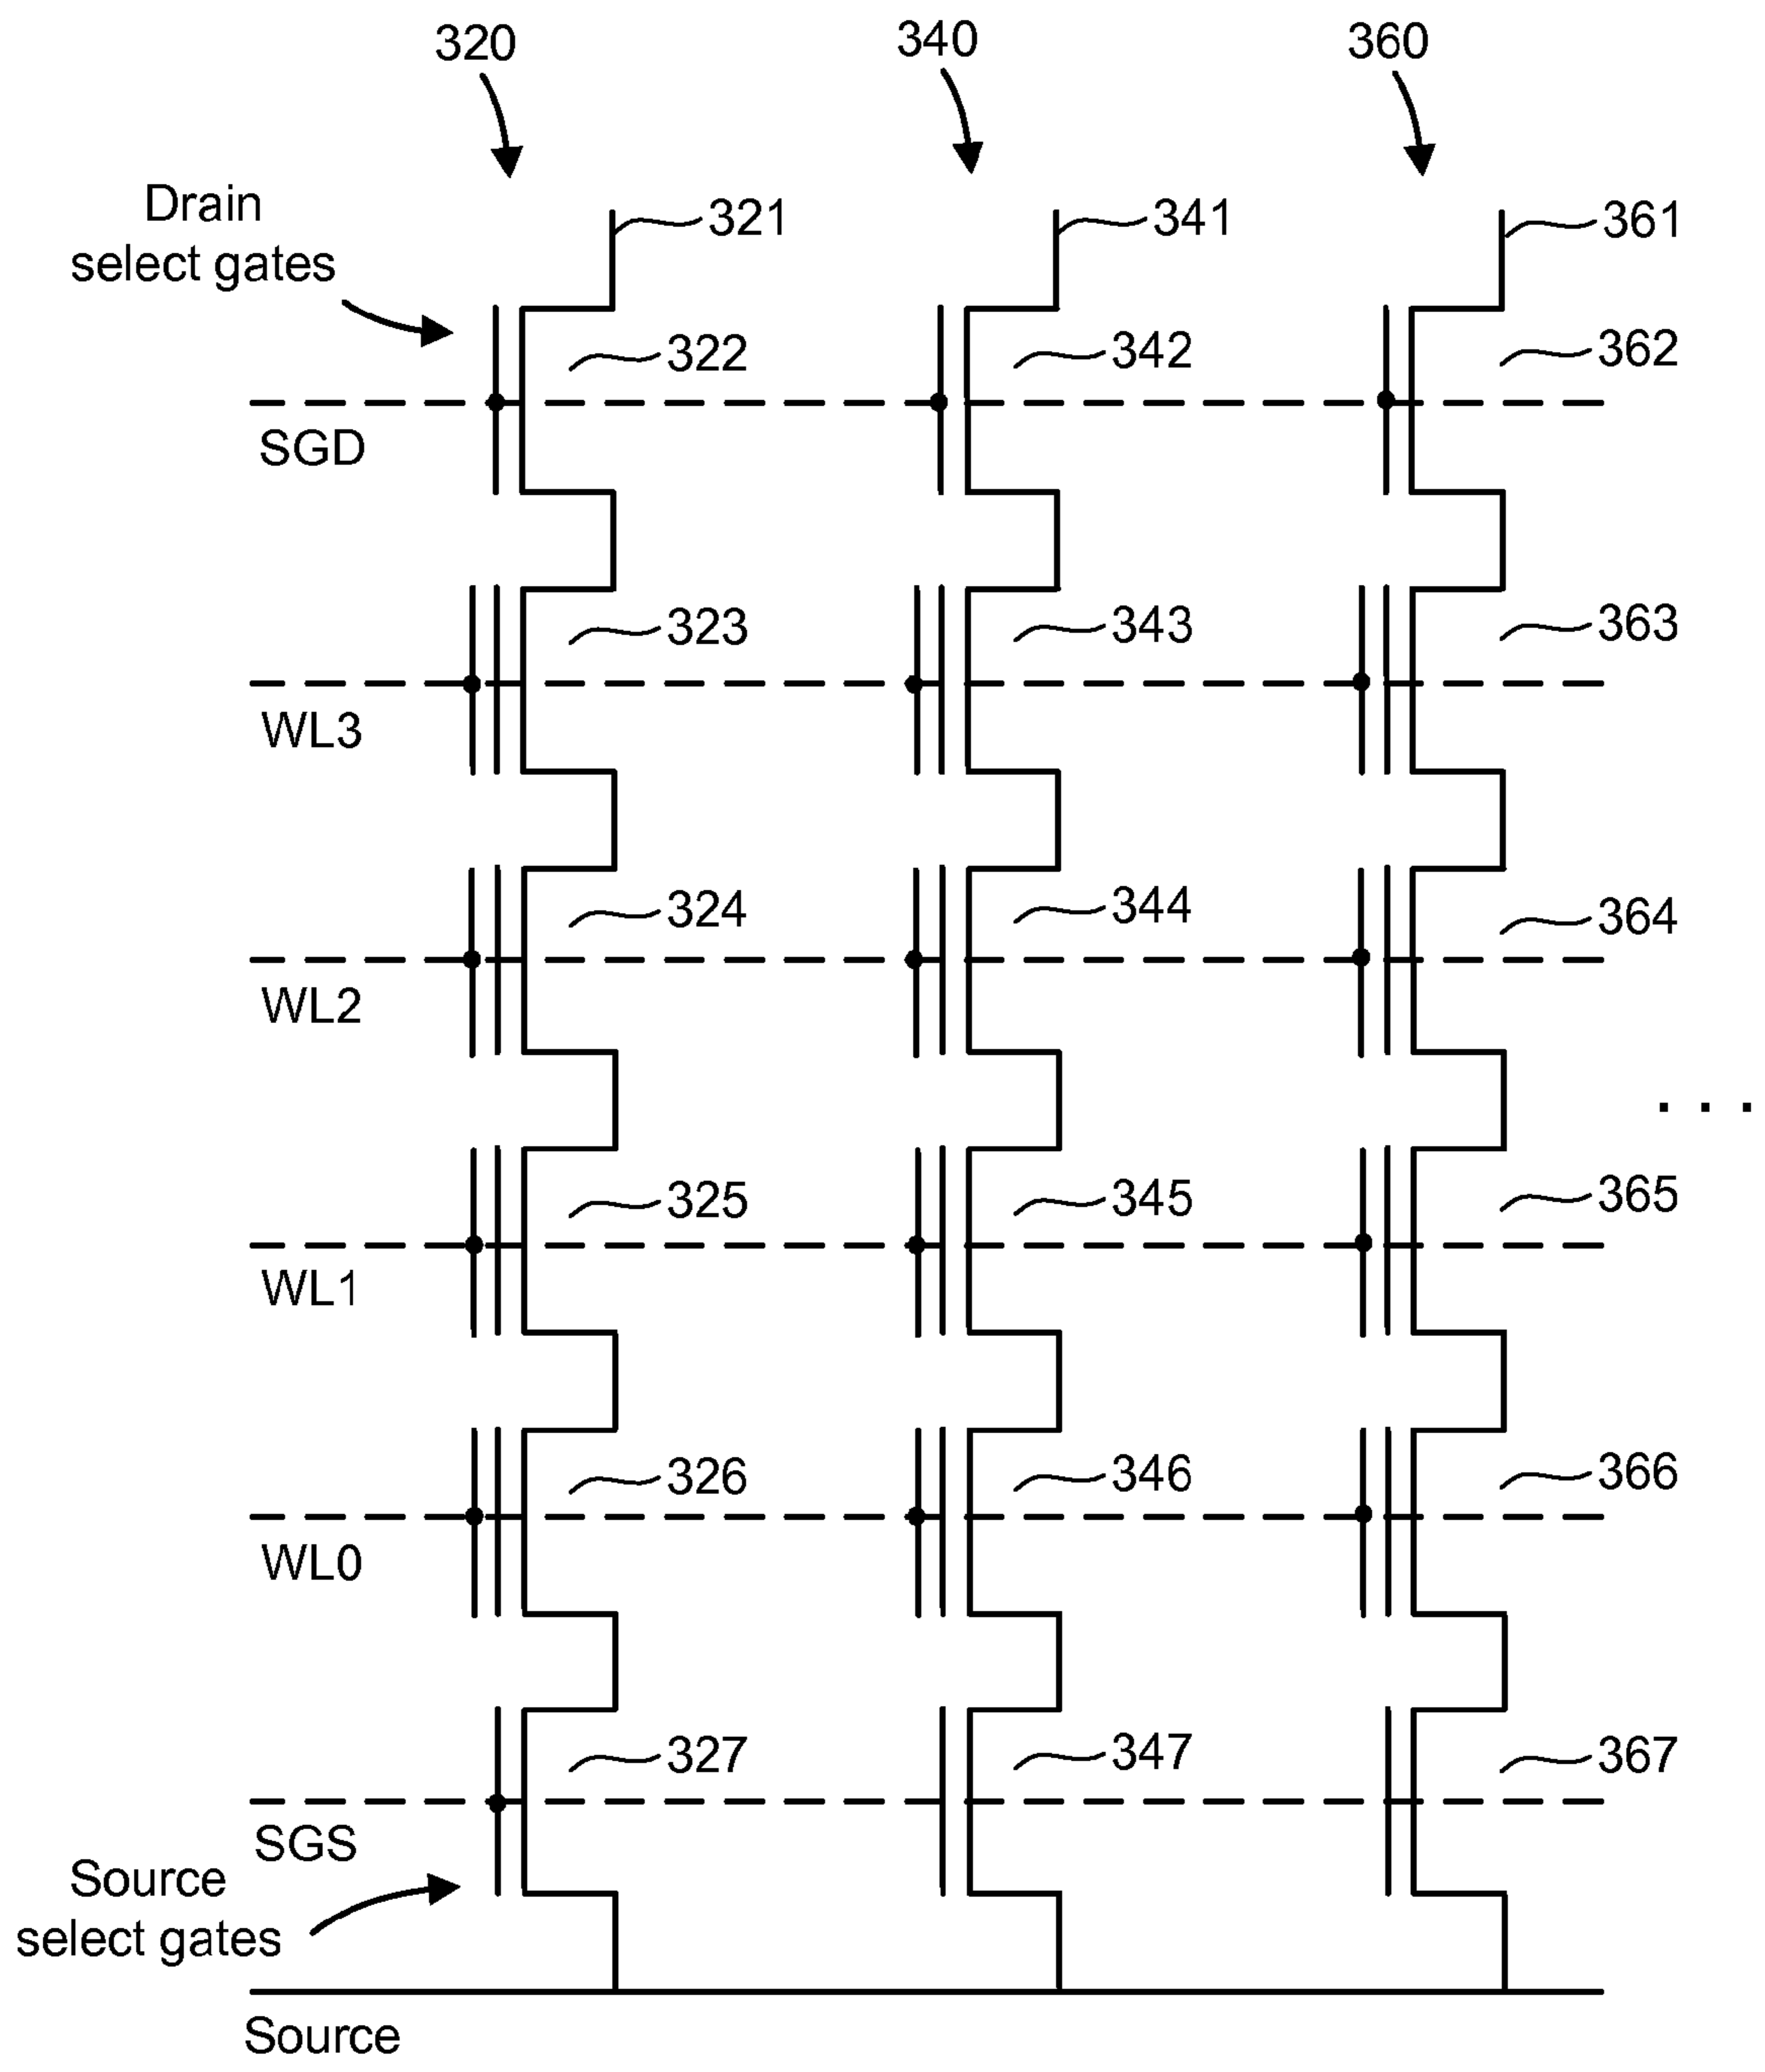 320
340
360
Drain
select gates
321
341
361
322
342
362
SGD
323
343
363
WL3
324
344
364
WL2
. . .
325
345
365
WL1
326
346
366
WL0
327
347
367
SGS
Source
select gates
Source